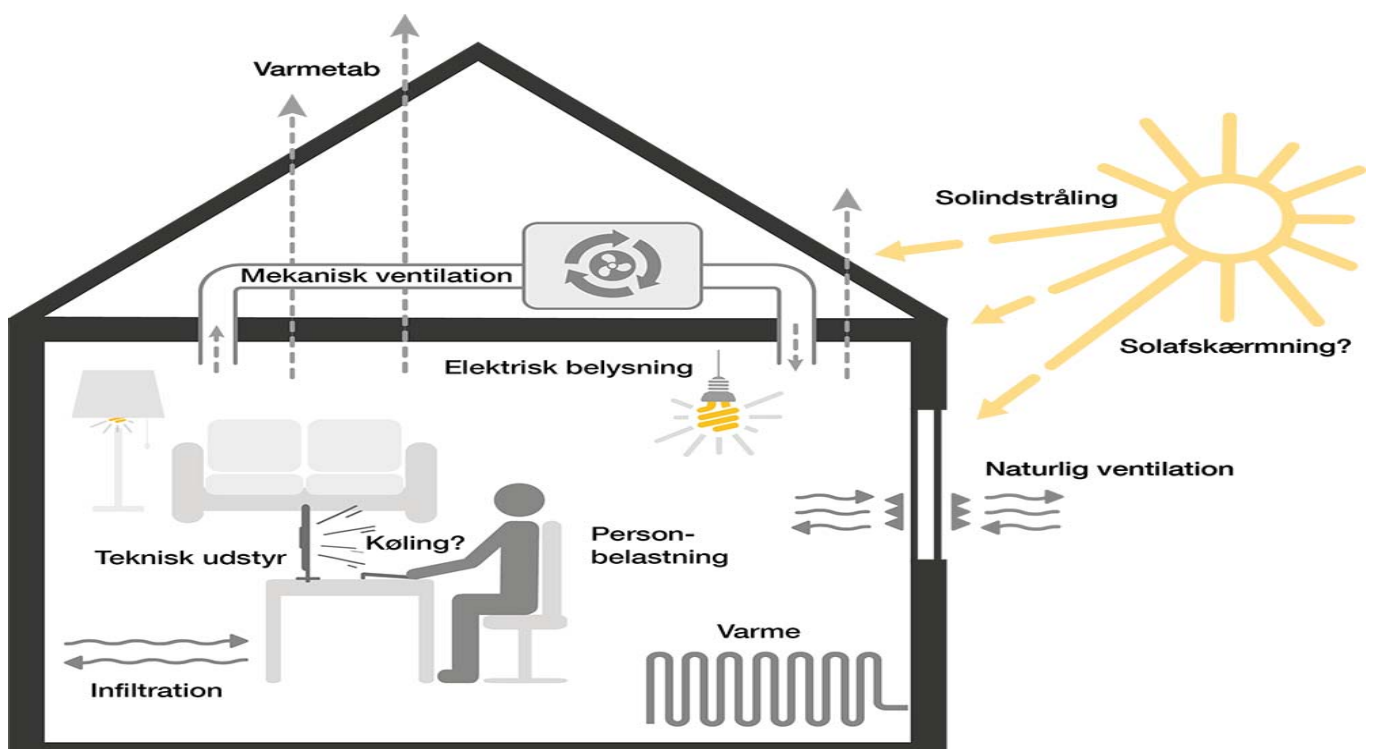 Varmetab
Solindstråling
Mekanisk ventilation
Solafskærmning?
Elektrisk belysning
Naturlig ventilation
Teknisk udstyr
Køling?
Person-
belastning
Varme
Infiltration